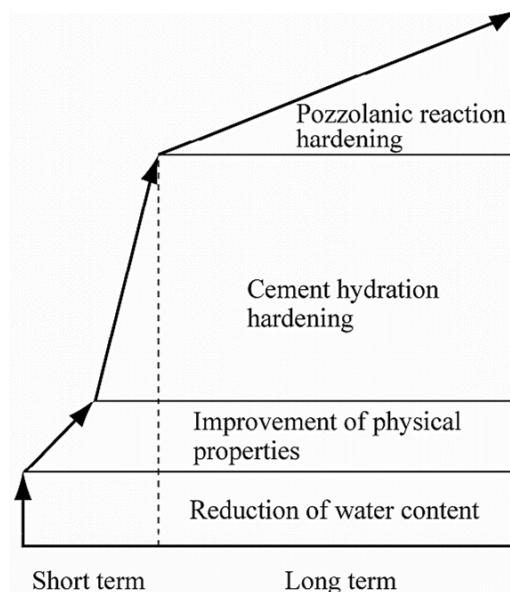 Pozzolanic reaction
hardening
Cement hydration
hardening
Improvement of physical
properties
Reduction of water content
Short term
Long term